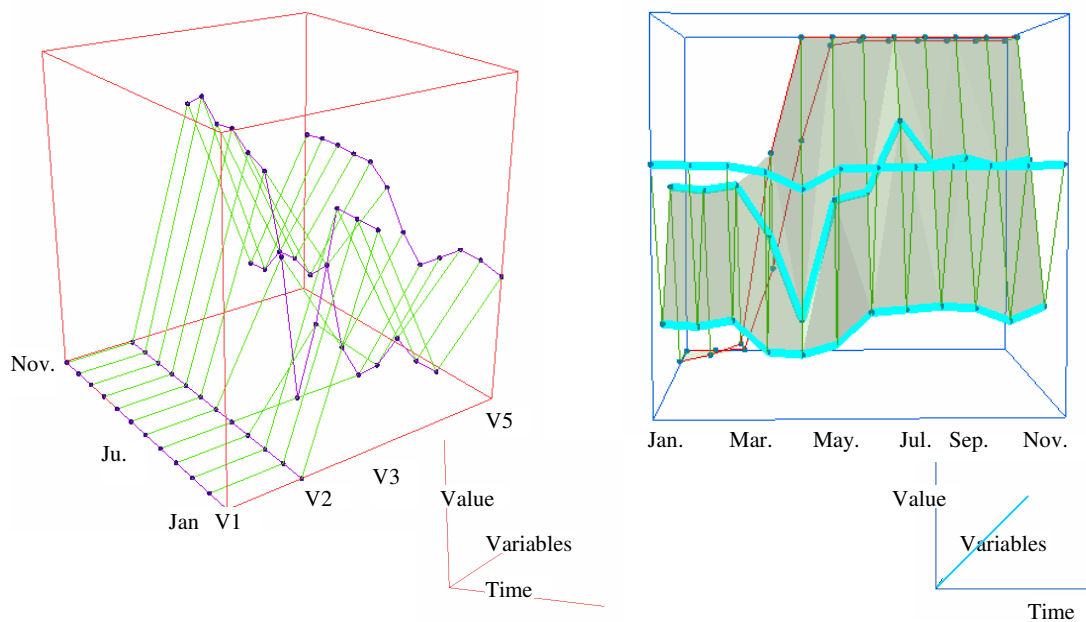 Nov.
Ju.
Jan
V1
V2
V3
V5
Value
Variables
Time
Jan.
Mar.
May.
Jul.
Sep.
Nov.
Value
Variables
Time